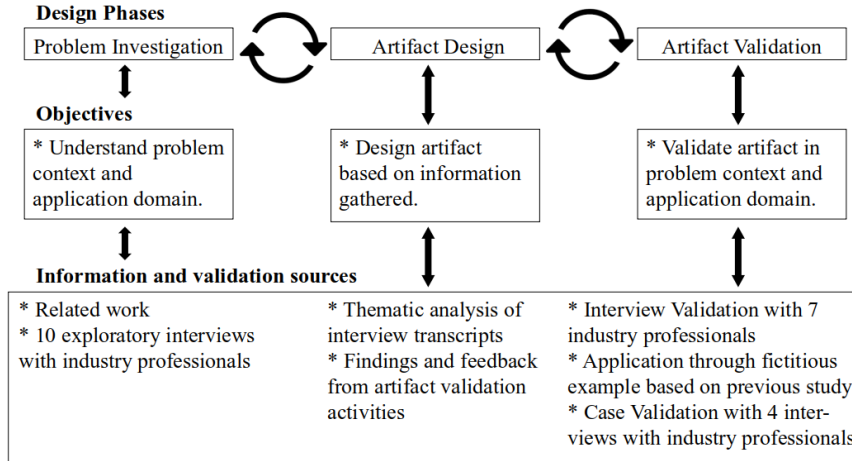 Design Phases
Problem Investigation
Artifact Design
Artifact Validation
Objectives
* Understand problem
context and
application domain.
* Design artifact
based on information
gathered.
* Validate artifact in
problem context and
application domain.
Information and validation sources
* Related work
* 10 exploratory interviews
with industry professionals
* Thematic analysis of
interview transcripts
* Findings and feedback
from artifact validation
activities
* Interview Validation with 7
industry professionals
* Application through fictitious
example based on previous study
* Case Validation with 4 inter-
views with industry professionals